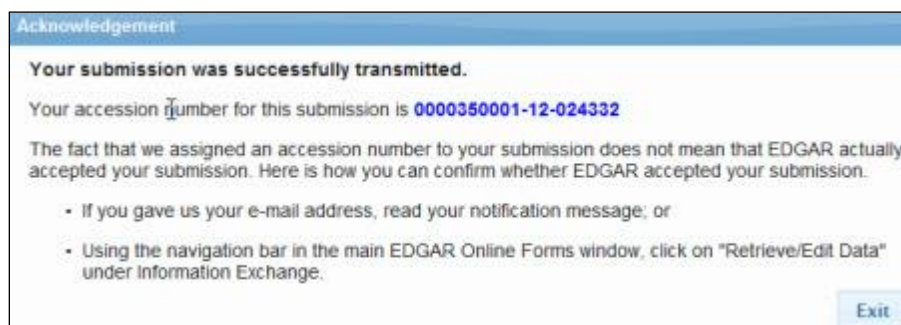 Acknowledgement
Your submission was successfully transmitted.
Your accession number for this submission is 0000350001-12-024332
The fact that we assigned an accession number to your submission does not mean that EDGAR actually
accepted your submission. Here is how you can confirm whether EDGAR accepted your submission.
• If you gave us your e-mail address, read your notification message; or
• Using the navigation bar in the main EDGAR Online Forms window, click on "Retrieve/Edit Data"
under Information Exchange.
Exit